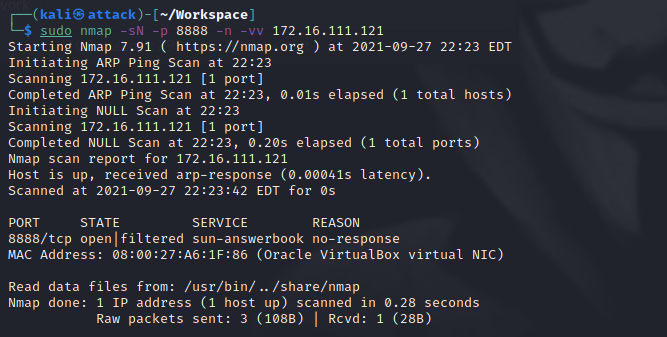 ┌──(kali㉿attack)-[~/Workspace]
└─$ sudo nmap -sN -p 8888 -n -vv 172.16.111.121
Starting Nmap 7.91 ( https://nmap.org ) at 2021-09-27 22:23 EDT
Initiating ARP Ping Scan at 22:23
Scanning 172.16.111.121 [1 port]
Completed ARP Ping Scan at 22:23, 0.01s elapsed (1 total hosts)
Initiating NULL Scan at 22:23
Scanning 172.16.111.121 [1 port]
Completed NULL Scan at 22:23, 0.20s elapsed (1 total ports)
Nmap scan report for 172.16.111.121
Host is up, received arp-response (0.00041s latency).
Scanned at 2021-09-27 22:23:42 EDT for 0s

PORT     STATE         SERVICE        REASON
8888/tcp open|filtered sun-answerbook no-response
MAC Address: 08:00:27:A6:1F:86 (Oracle VirtualBox virtual NIC)

Read data files from: /usr/bin/../share/nmap
Nmap done: 1 IP address (1 host up) scanned in 0.28 seconds
           Raw packets sent: 3 (108B) | Rcvd: 1 (28B)